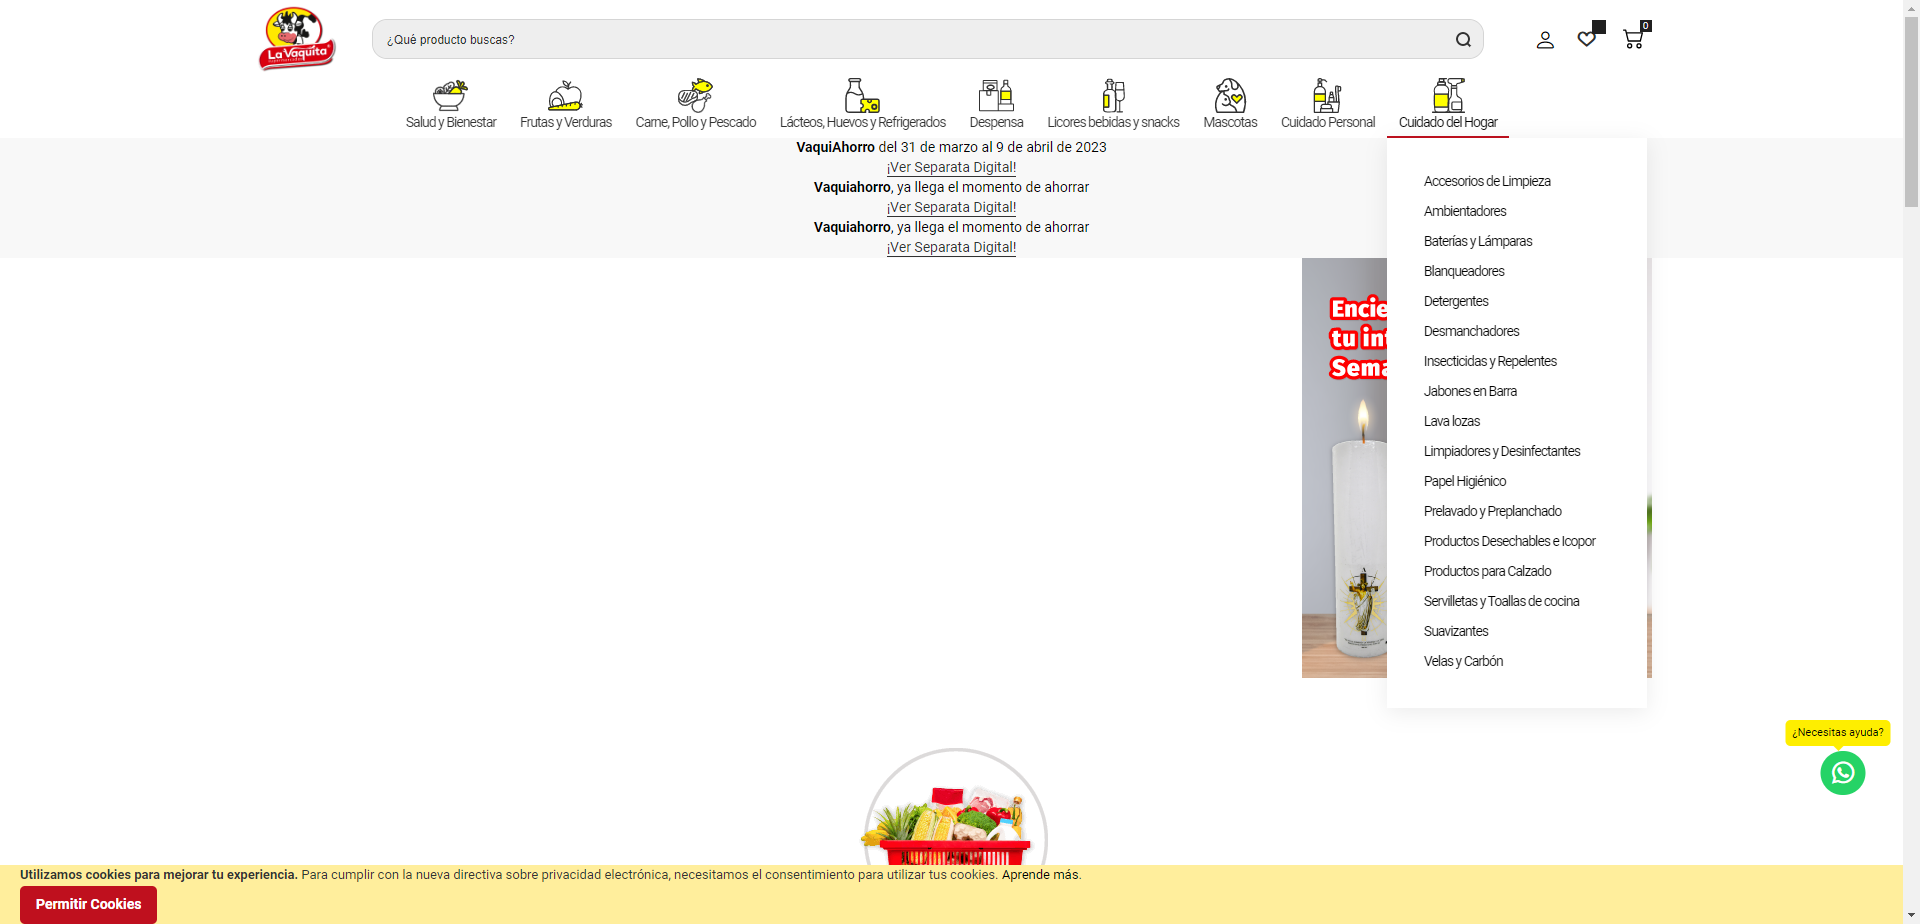 La Vaquita
¿Qué producto buscas?
0
Salud y Bienestar
Frutas y Verduras
Carne, Pollo y Pescado
Lácteos, Huevos y Refrigerados
Despensa
Licores bebidas y snacks
Mascotas
Cuidado Personal
Cuidado del Hogar
VaquiAhorro del 31 de marzo al 9 de abril de 2023
¡Ver Separata Digital!
Vaquiahorro, ya llega el momento de ahorrar
¡Ver Separata Digital!
Vaquiahorro, ya llega el momento de ahorrar
¡Ver Separata Digital!
Accesorios de Limpieza
Ambientadores
Baterías y Lámparas
Blanqueadores
Detergentes
Desmanchadores
Insecticidas y Repelentes
Jabones en Barra
Lava lozas
Limpiadores y Desinfectantes
Papel Higiénico
Prelavado y Preplanchado
Productos Desechables e Icopor
Productos para Calzado
Servilletas y Toallas de cocina
Suavizantes
Velas y Carbón
Encie
tu int
Sema
¿Necesitas ayuda?
Utilizamos cookies para mejorar tu experiencia. Para cumplir con la nueva directiva sobre privacidad electrónica, necesitamos el consentimiento para utilizar tus cookies. Aprende más.
Permitir Cookies